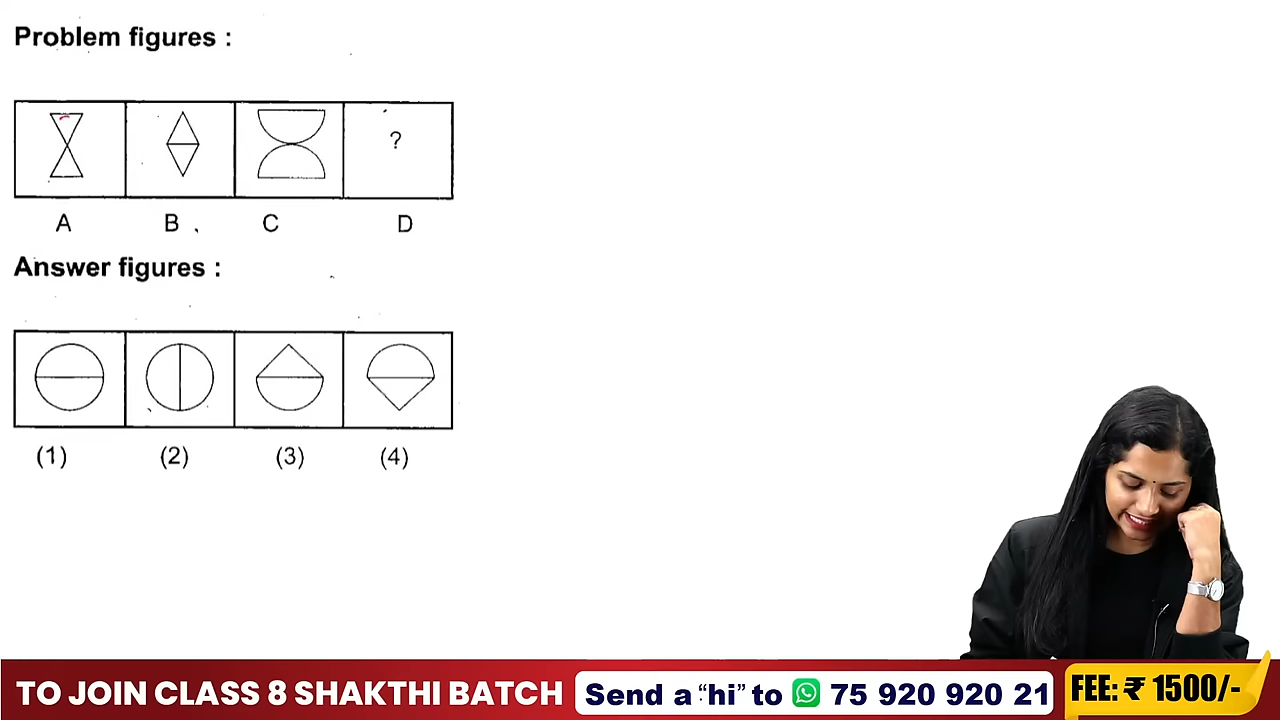 Problem figures :
?
A B C D
Answer figures :
(1) (2) (3) (4)
TO JOIN CLASS 8 SHAKTHI BATCH Send a “hi” to 75 920 920 21 FEE: ₹ 1500/-